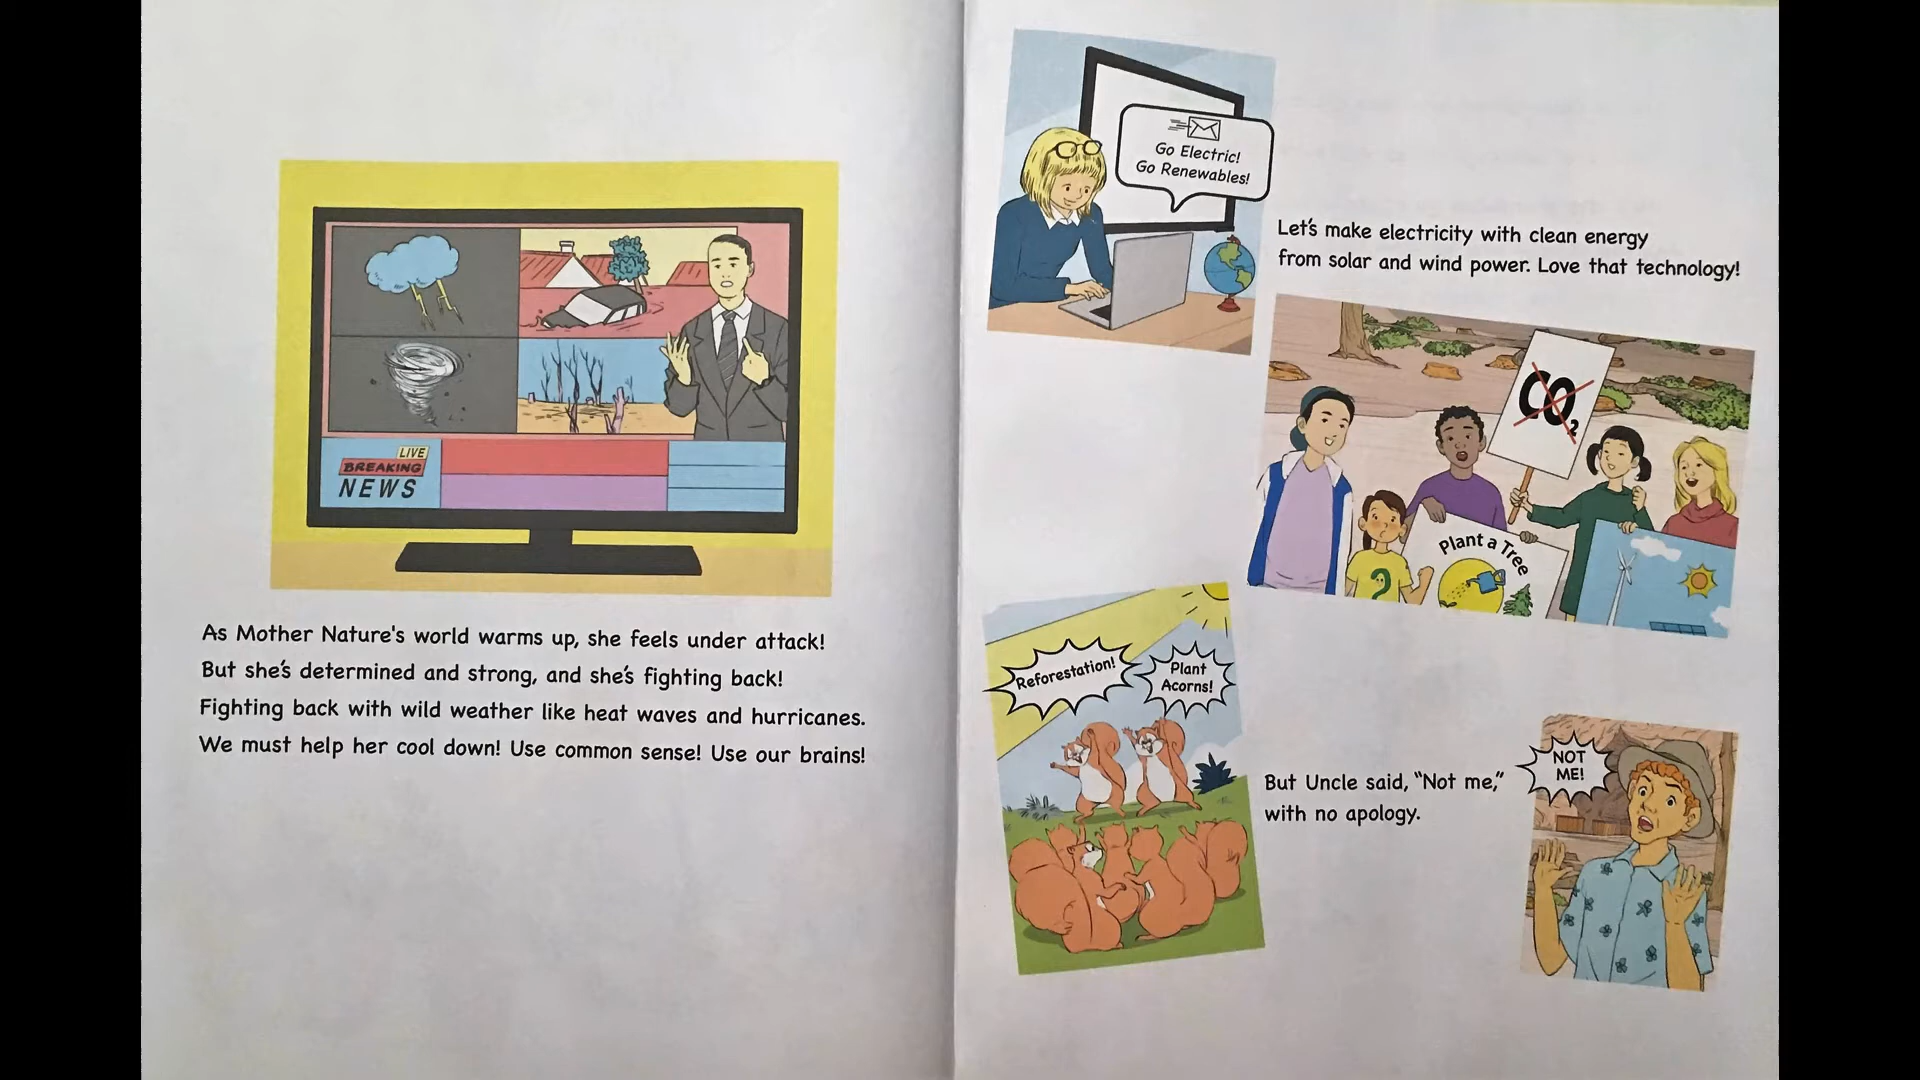 LIVE
BREAKING
NEWS
As Mother Nature's world warms up, she feels under attack!
But she's determined and strong, and she's fighting back!
Fighting back with wild weather like heat waves and hurricanes.
We must help her cool down! Use common sense! Use our brains!
Go Electric!
Go Renewables!
Let's make electricity with clean energy
from solar and wind power. Love that technology!
CO2
Plant a Tree
?
Reforestation!
Plant
Acorns!
But Uncle said, “Not me,”
with no apology.
NOT
ME!